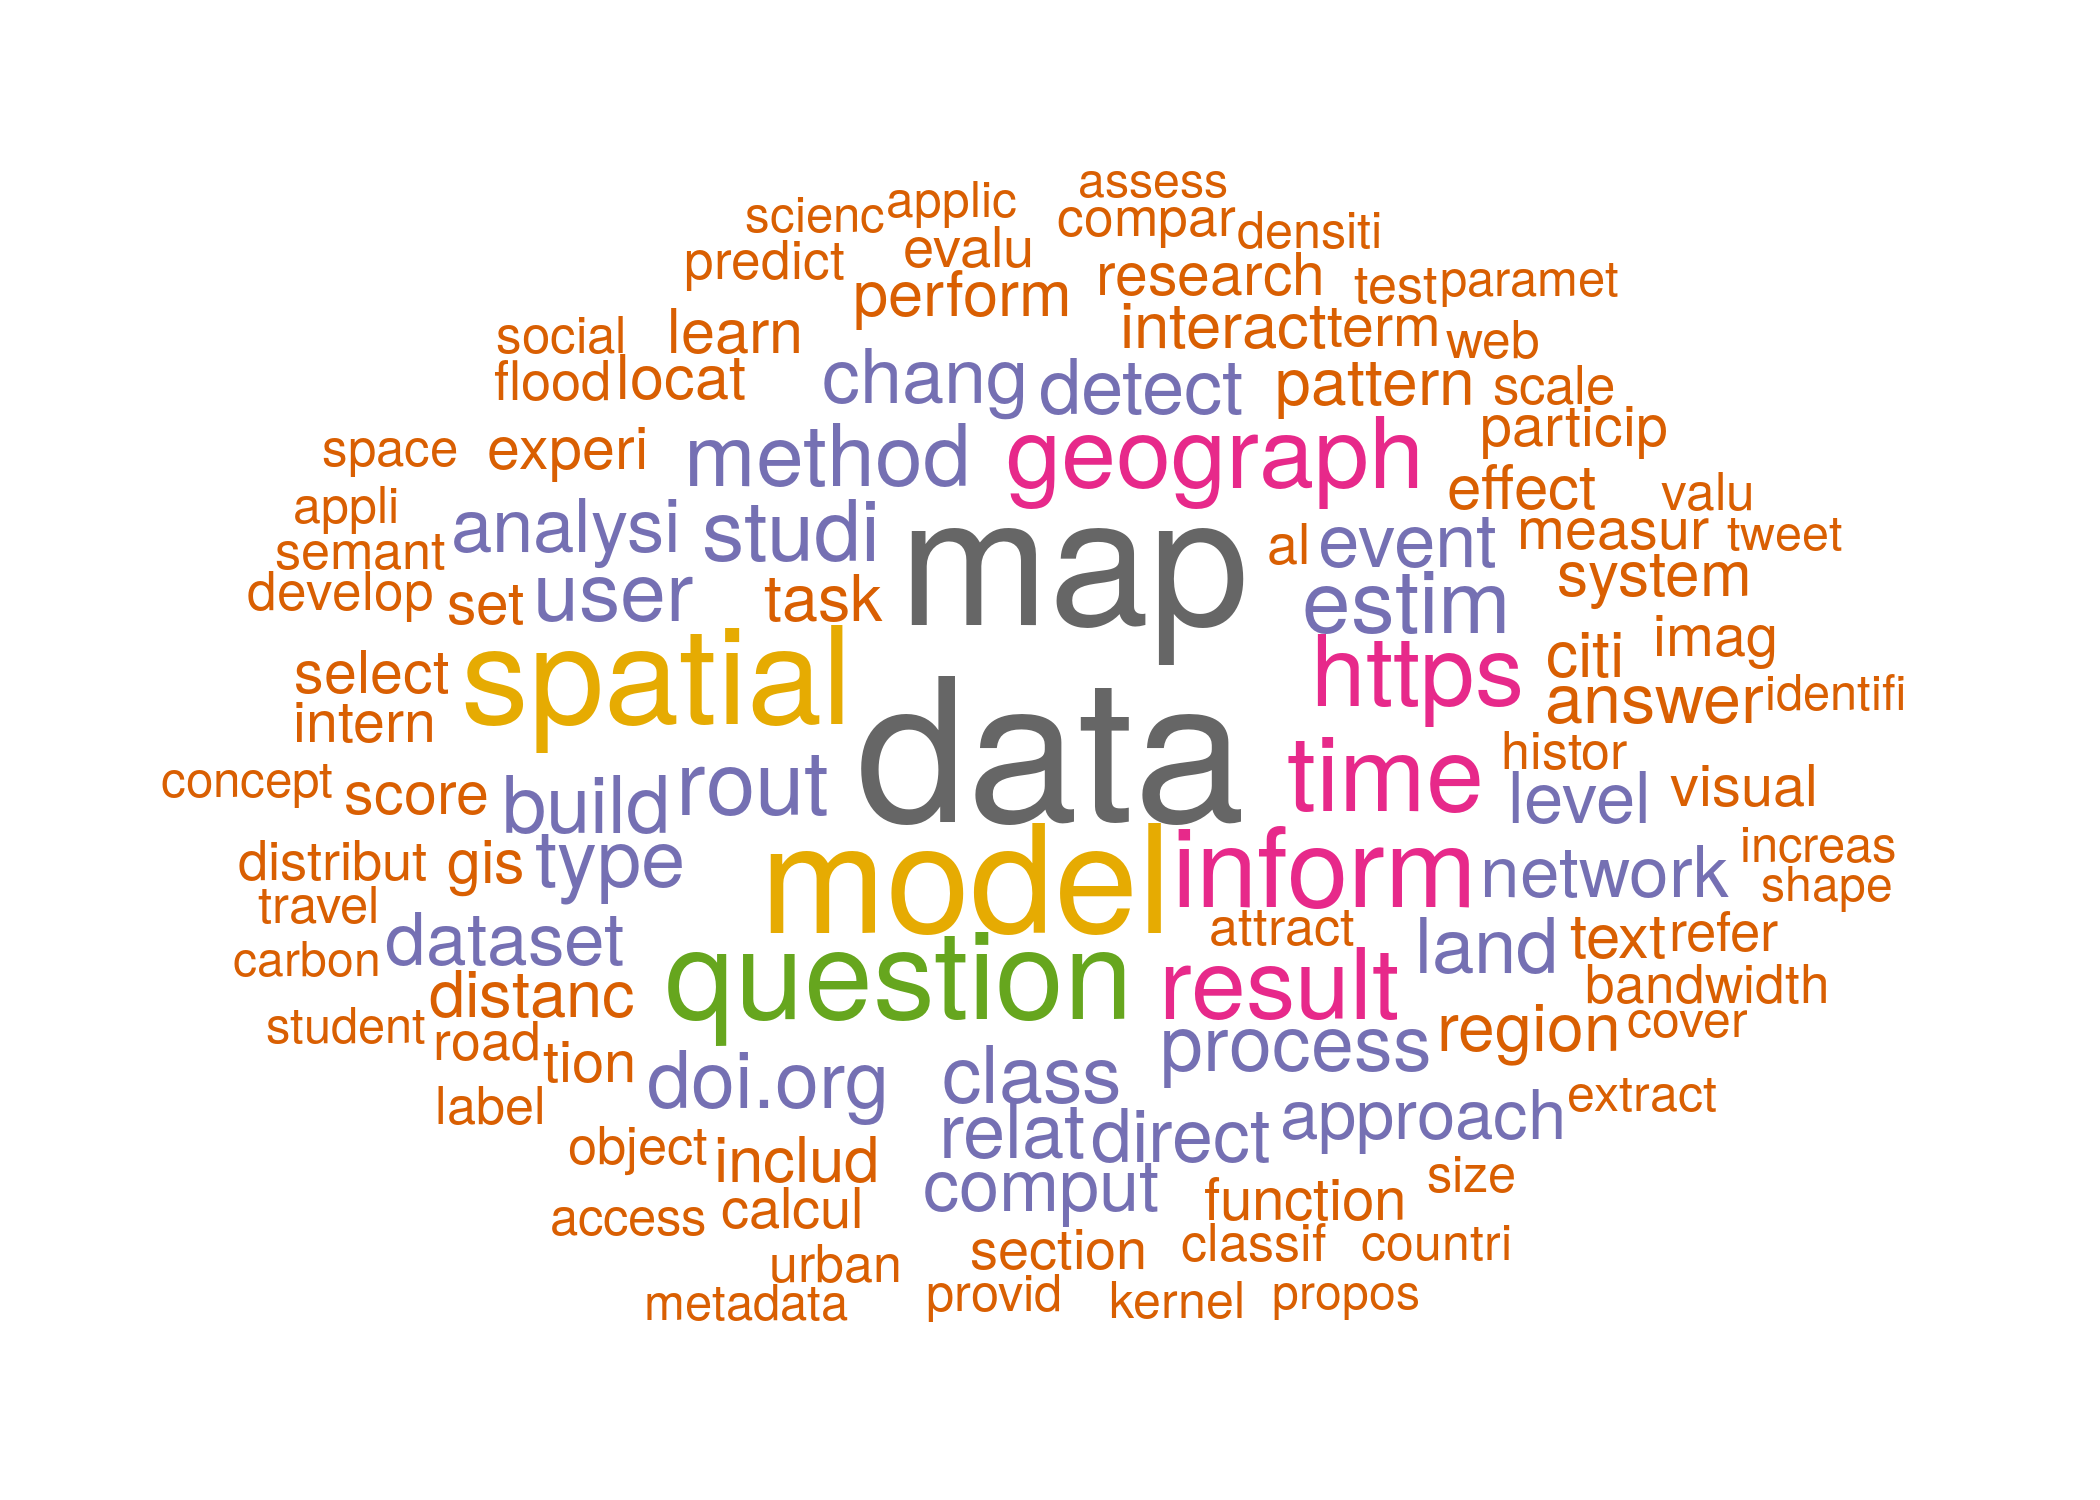 assess
scienc applic compar densiti
predict evalu research test paramet
perform interact term web
social learn
flood locat chang detect pattern scale
particip
space experi method geograph
appli analysi studi map al event effect valu
semant measur tweet
develop set user task estim system
select spatial https citi imag
intern data answer identifi
concept score build rout time histor level visual
distribut gis type model inform network increas
travel shape
carbon dataset question attract land text refer
distanc result bandwidth
student road process region cover
tion doi.org class
label relat direct approach extract
object includ comput size
access calcul function
urban section classif countri
metadata provid kernel propos